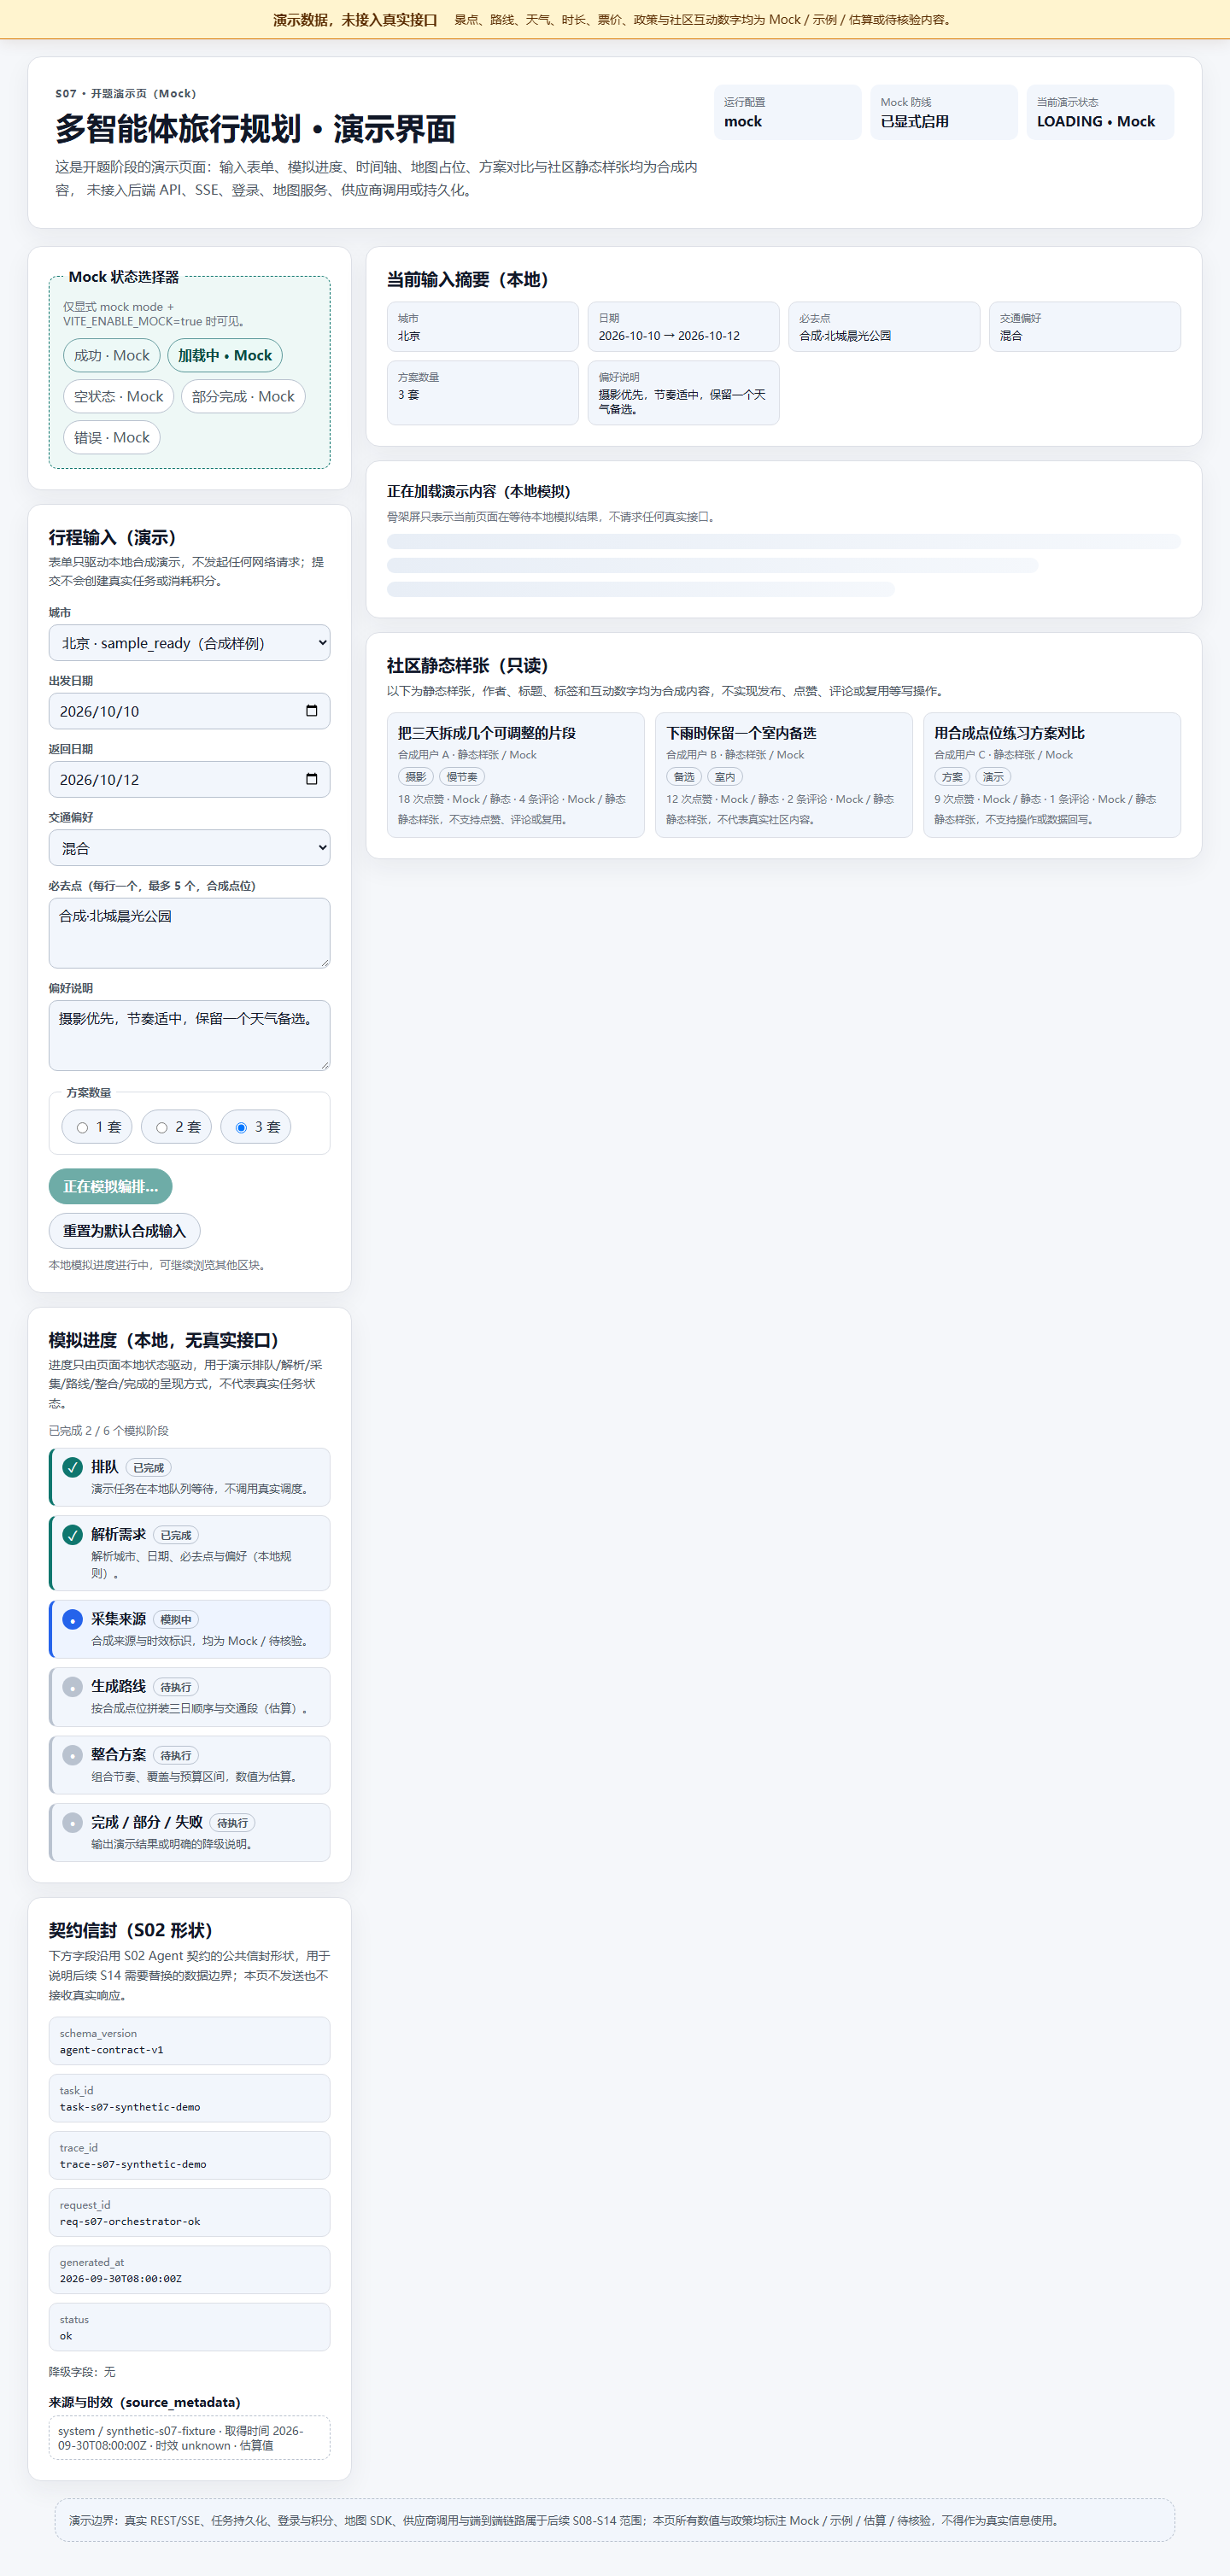 演示数据，未接入真实接口 景点、路线、天气、时长、票价、政策与社区互动数字均为 Mock / 示例 / 估算或待核验内容。
S07 • 开题演示页（Mock）
多智能体旅行规划 • 演示界面
这是开题阶段的演示页面：输入表单、模拟进度、时间轴、地图占位、方案对比与社区静态样张均为合成内
容， 未接入后端 API、SSE、登录、地图服务、供应商调用或持久化。
运行配置
mock
Mock 防线
已显式启用
当前演示状态
LOADING • Mock
Mock 状态选择器
仅显式 mock mode +
VITE_ENABLE_MOCK=true 时可见。
成功 · Mock
加载中 • Mock
空状态 · Mock
部分完成 · Mock
错误 · Mock
行程输入（演示）
表单只驱动本地合成演示，不发起任何网络请求；提
交不会创建真实任务或消耗积分。
城市
北京 · sample_ready（合成样例）
出发日期
2026/10/10
返回日期
2026/10/12
交通偏好
混合
必去点（每行一个，最多 5 个，合成点位）
合成·北城晨光公园
偏好说明
摄影优先，节奏适中，保留一个天气备选。
方案数量
1 套
2 套
3 套
正在模拟编排...
重置为默认合成输入
本地模拟进度进行中，可继续浏览其他区块。
模拟进度（本地，无真实接口）
进度只由页面本地状态驱动，用于演示排队/解析/采
集/路线/整合/完成的呈现方式，不代表真实任务状
态。
已完成 2 / 6 个模拟阶段
✓ 排队 已完成
演示任务在本地队列等待，不调用真实调度。
✓ 解析需求 已完成
解析城市、日期、必去点与偏好（本地规
则）。
采集来源 模拟中
合成来源与时效标识，均为 Mock / 待核验。
生成路线 待执行
按合成点位拼装三日顺序与交通段（估算）。
整合方案 待执行
组合节奏、覆盖与预算区间，数值为估算。
完成 / 部分 / 失败 待执行
输出演示结果或明确的降级说明。
契约信封（S02 形状）
下方字段沿用 S02 Agent 契约的公共信封形状，用于
说明后续 S14 需要替换的数据边界；本页不发送也不
接收真实响应。
schema_version
agent-contract-v1
task_id
task-s07-synthetic-demo
trace_id
trace-s07-synthetic-demo
request_id
req-s07-orchestrator-ok
generated_at
2026-09-30T08:00:00Z
status
ok
降级字段：无
来源与时效（source_metadata）
system / synthetic-s07-fixture · 取得时间 2026-
09-30T08:00:00Z · 时效 unknown · 估算值
当前输入摘要（本地）
城市
北京
日期
2026-10-10 → 2026-10-12
必去点
合成·北城晨光公园
交通偏好
混合
方案数量
3 套
偏好说明
摄影优先，节奏适中，保留一个天
气备选。
正在加载演示内容（本地模拟）
骨架屏只表示当前页面在等待本地模拟结果，不请求任何真实接口。
社区静态样张（只读）
以下为静态样张，作者、标题、标签和互动数字均为合成内容，不实现发布、点赞、评论或复用等写操作。
把三天拆成几个可调整的片段
合成用户 A · 静态样张 / Mock
摄影 慢节奏
18 次点赞 · Mock / 静态 · 4 条评论 · Mock / 静态
静态样张，不支持点赞、评论或复用。
下雨时保留一个室内备选
合成用户 B · 静态样张 / Mock
备选 室内
12 次点赞 · Mock / 静态 · 2 条评论 · Mock / 静态
静态样张，不代表真实社区内容。
用合成点位练习方案对比
合成用户 C · 静态样张 / Mock
方案 演示
9 次点赞 · Mock / 静态 · 1 条评论 · Mock / 静态
静态样张，不支持操作或数据回写。
演示边界：真实 REST/SSE、任务持久化、登录与积分、地图 SDK、供应商调用与端到端链路属于后续 S08-S14 范围；本页所有数值与政策均标注 Mock / 示例 / 估算 / 待核验，不得作为真实信息使用。